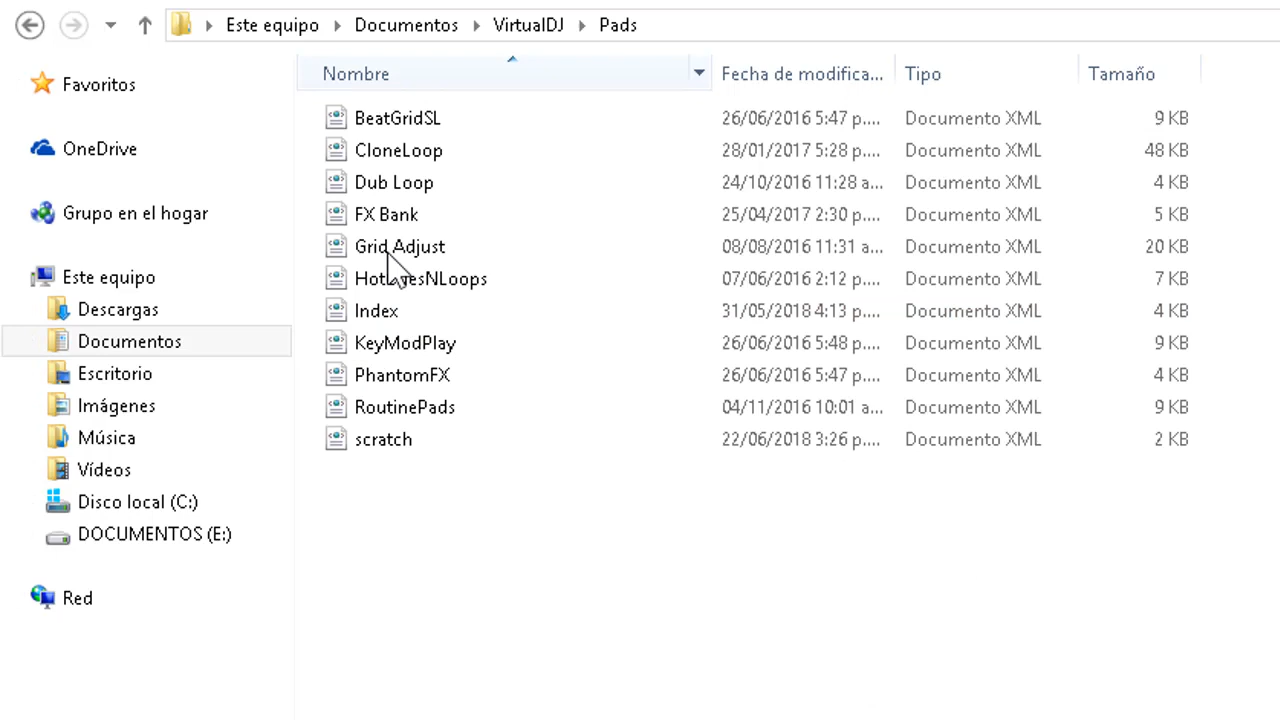 Este equipo Documentos VirtualDJ Pads
Favoritos
OneDrive
Grupo en el hogar
Este equipo
Descargas
Documentos
Escritorio
Imágenes
Música
Vídeos
Disco local (C:)
DOCUMENTOS (E:)
Red
Nombre Fecha de modifica... Tipo Tamaño
BeatGridSL 26/06/2016 5:47 p.... Documento XML 9 KB
CloneLoop 28/01/2017 5:28 p.... Documento XML 48 KB
Dub Loop 24/10/2016 11:28 a... Documento XML 4 KB
FX Bank 25/04/2017 2:30 p.... Documento XML 5 KB
Grid Adjust 08/08/2016 11:31 a... Documento XML 20 KB
07/06/2016 2:12 p.... Documento XML 7 KB
Index 31/05/2018 4:13 p.... Documento XML 4 KB
KeyModPlay 26/06/2016 5:48 p.... Documento XML 9 KB
PhantomFX 26/06/2016 5:47 p.... Documento XML 4 KB
RoutinePads 04/11/2016 10:01 a... Documento XML 9 KB
scratch 22/06/2018 3:26 p.... Documento XML 2 KB